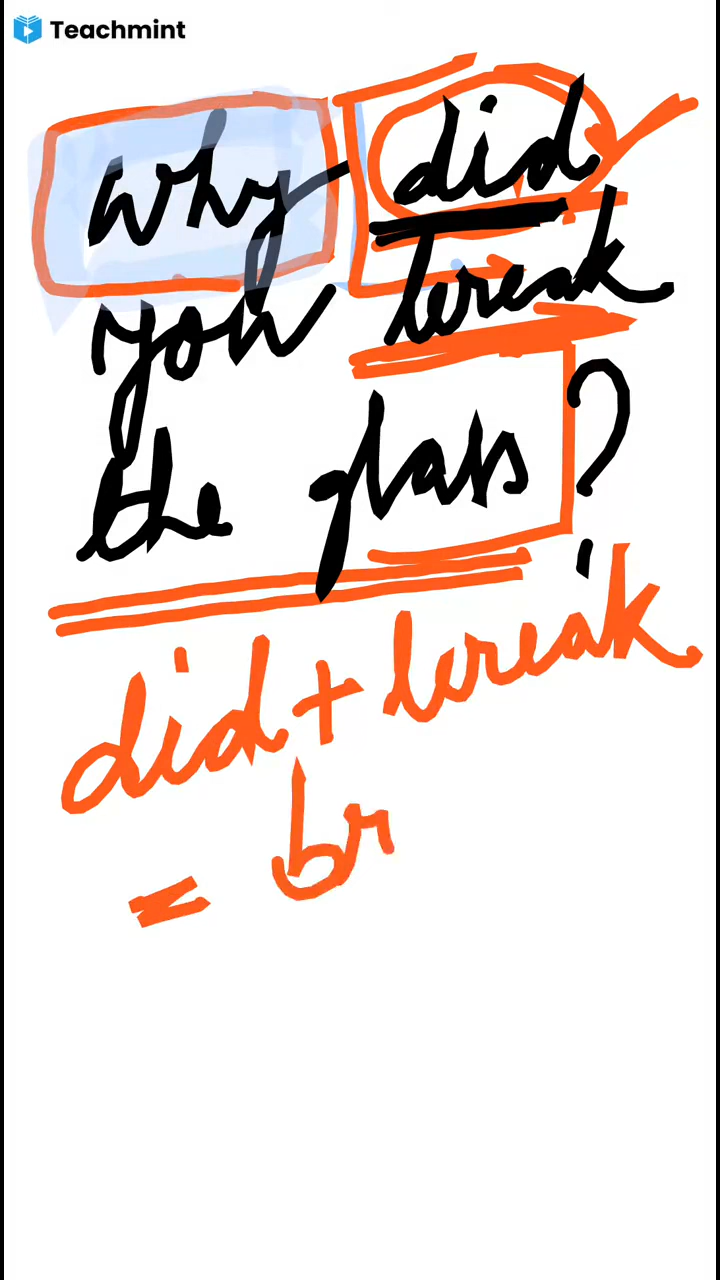 Teachmint
why did
you break
the glass?
did + break
= br